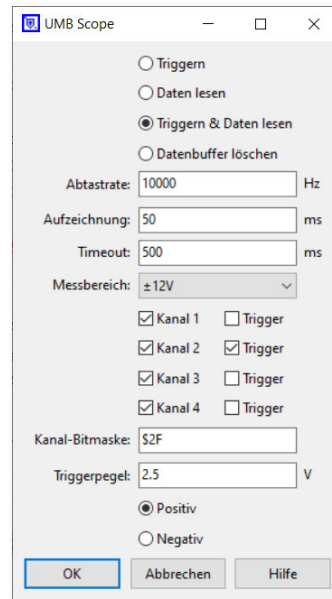 UMB Scope
Triggern
Daten lesen
Triggern & Daten lesen
Datenbuffer löschen
Abtastrate: 10000 Hz
Aufzeichnung: 50 ms
Timeout: 500 ms
Messbereich: ±12V
Kanal 1 Trigger
Kanal 2 Trigger
Kanal 3 Trigger
Kanal 4 Trigger
Kanal-Bitmaske: $2F
Triggerpegel: 2.5 V
Positiv
Negativ
OK Abbrechen Hilfe